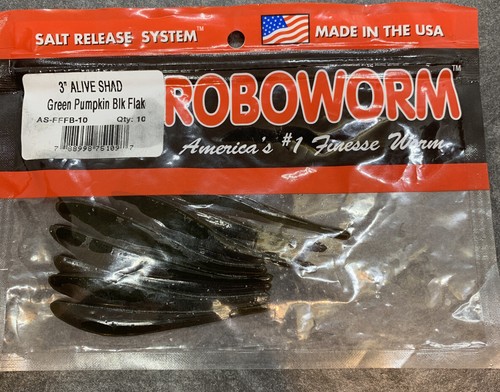 SALT RELEASE SYSTEM™
MADE IN THE USA
3" ALIVE SHAD
Green Pumpkin Blk Flak
AS-FFFB-10 Qty: 10
ROBOWORM™
America's #1 Finesse Worm